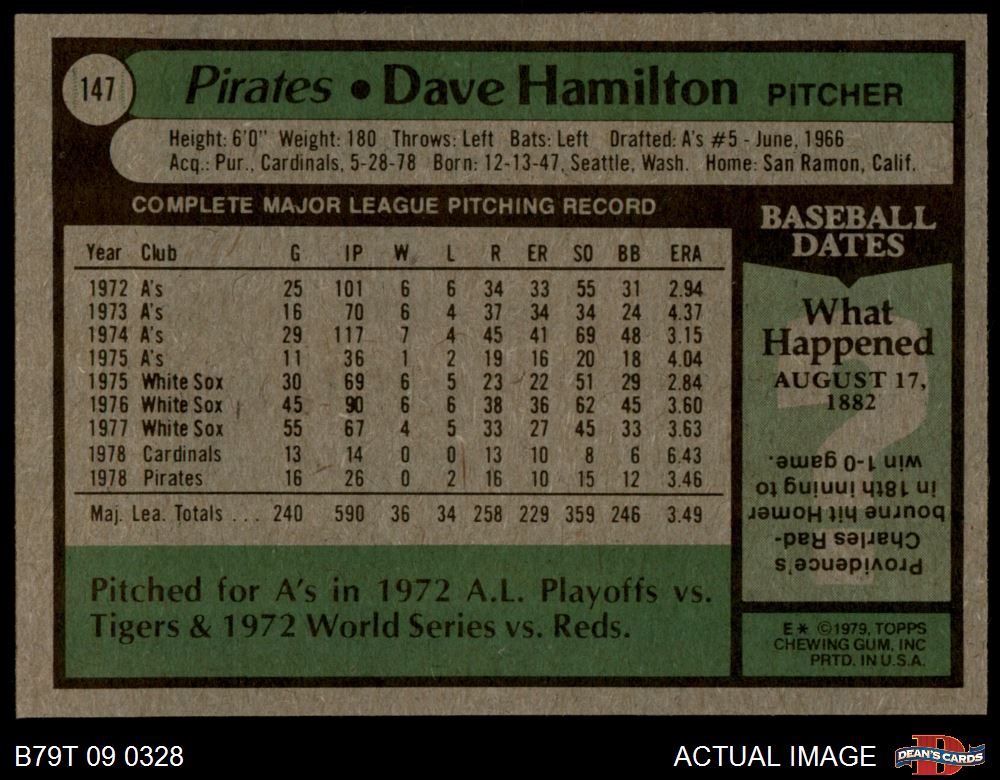 147
Pirates • Dave Hamilton PITCHER
Height: 6'0" Weight: 180 Throws: Left Bats: Left Drafted: A's #5 - June, 1966
Acq.: Pur., Cardinals, 5-28-78 Born: 12-13-47, Seattle, Wash. Home: San Ramon, Calif.
COMPLETE MAJOR LEAGUE PITCHING RECORD
Year Club G IP W L R ER SO BB ERA
1972 A's 25 101 6 6 34 33 55 31 2.94
1973 A's 16 70 6 4 37 34 34 24 4.37
1974 A's 29 117 7 4 45 41 69 48 3.15
1975 A's 11 36 1 2 19 16 20 18 4.04
1975 White Sox 30 69 6 5 23 22 51 29 2.84
1976 White Sox 45 90 6 6 38 36 62 45 3.60
1977 White Sox 55 67 4 5 33 27 45 33 3.63
1978 Cardinals 13 14 0 0 13 10 8 6 6.43
1978 Pirates 16 26 0 2 16 10 15 12 3.46
Maj. Lea. Totals ... 240 590 36 34 258 229 359 246 3.49
Pitched for A's in 1972 A.L. Playoffs vs.
Tigers & 1972 World Series vs. Reds.
BASEBALL
DATES
What
Happened
AUGUST 17,
1882
Providence's
Charles Rad-
bourne hit Homer
in 18th inning to
win 1-0 game.
E* ©1979, TOPPS
CHEWING GUM, INC
PRTD. IN U.S.A.
B79T 09 0328
ACTUAL IMAGE
DEAN'S CARDS